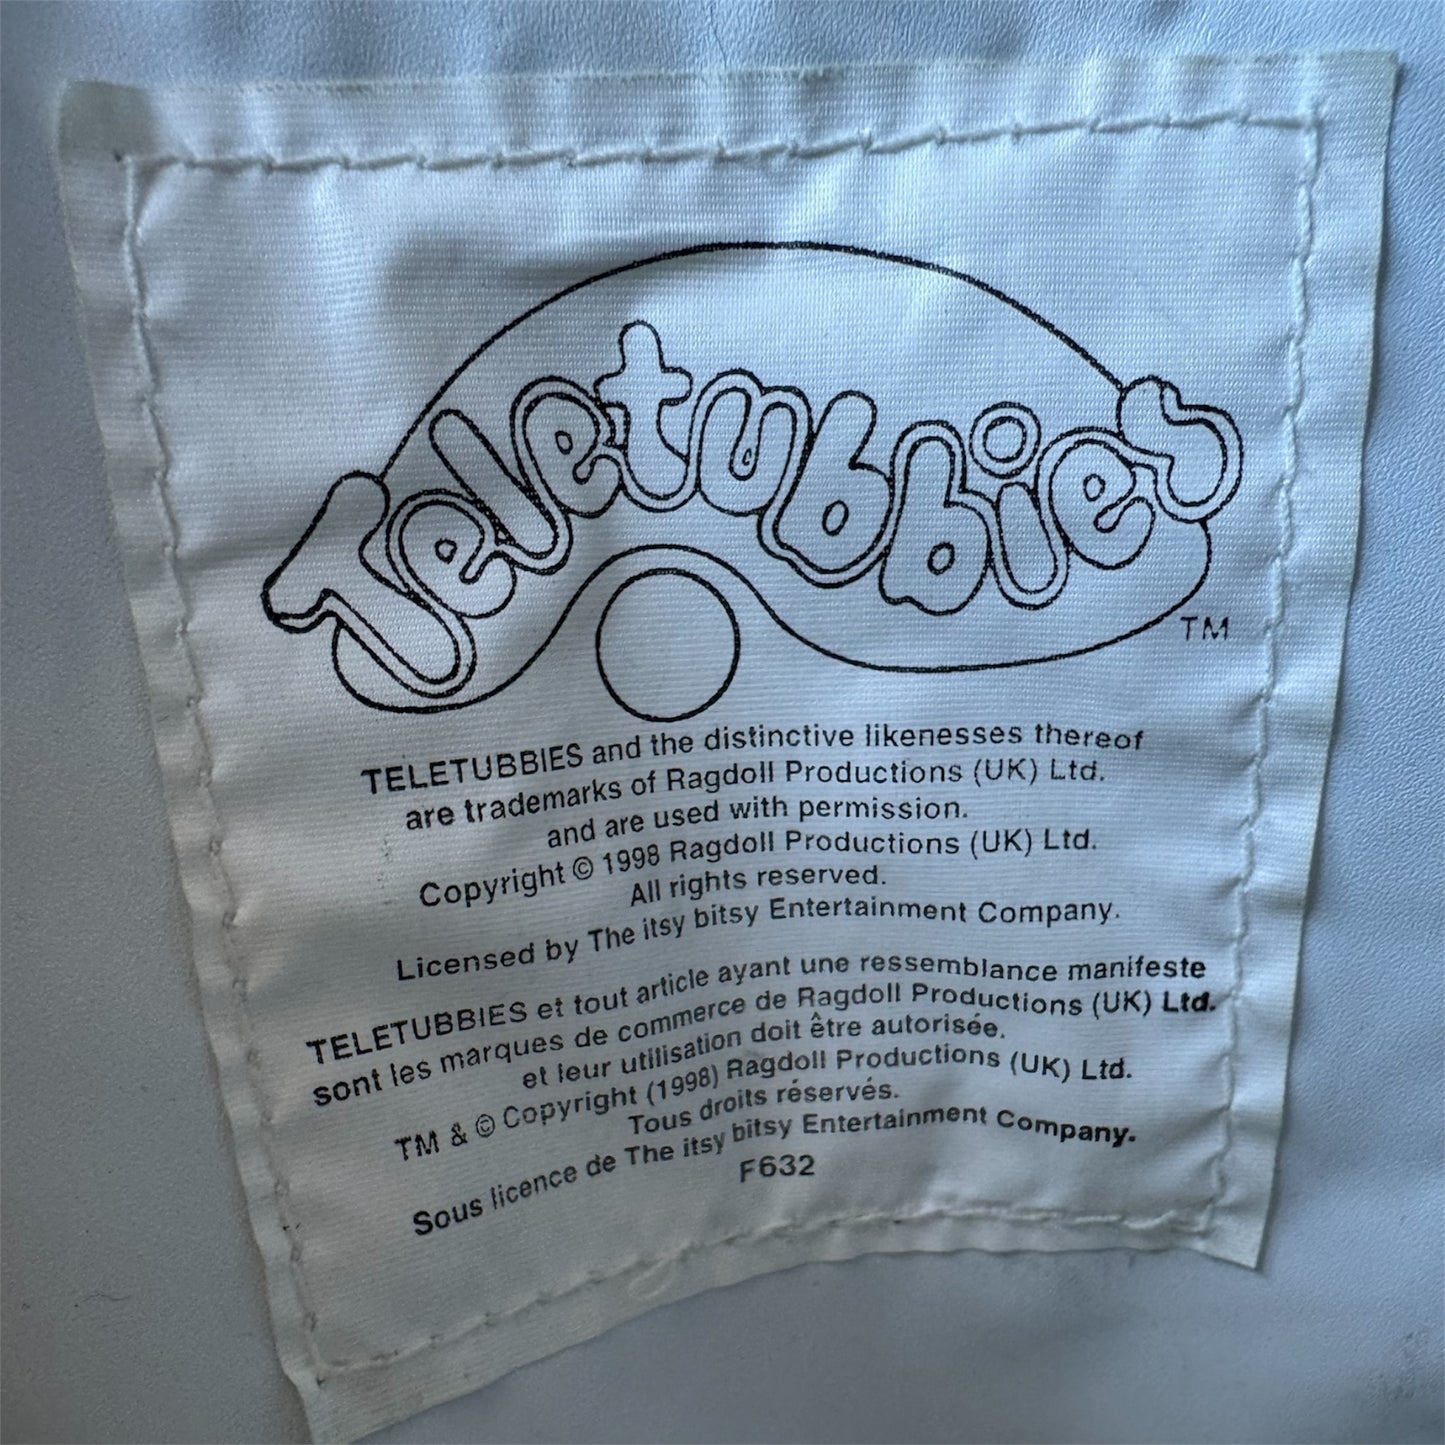 Teletubbies
TM
TELETUBBIES and the distinctive likenesses thereof
are trademarks of Ragdoll Productions (UK) Ltd.
and are used with permission.
Copyright © 1998 Ragdoll Productions (UK) Ltd.
All rights reserved.
Licensed by The itsy bitsy Entertainment Company.
TELETUBBIES et tout article ayant une ressemblance manifeste
sont les marques de commerce de Ragdoll Productions (UK) Ltd.
et leur utilisation doit être autorisée.
TM & © Copyright (1998) Ragdoll Productions (UK) Ltd.
Tous droits réservés.
Sous licence de The itsy bitsy Entertainment Company.
F632